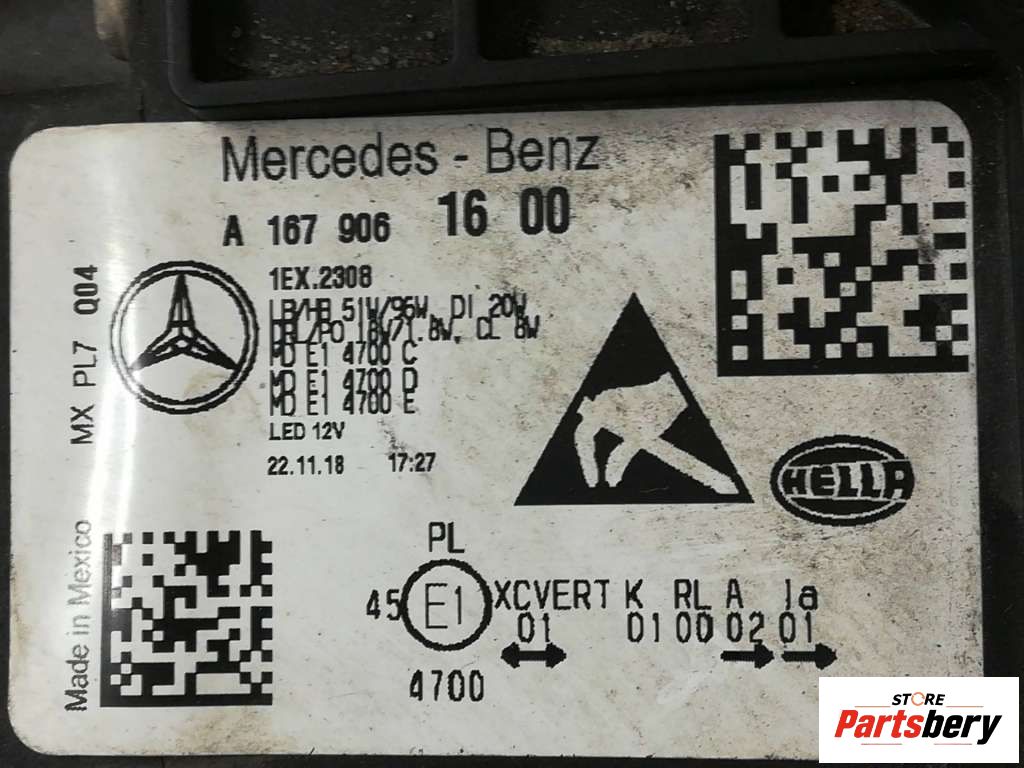 Mercedes - Benz
A 167 906 16 00
1EX.2308
LB/HB 51W/96W, DI 20W
DRL/PO 18W/1.8W, CL 8W
MD E1 4700 C
MD E1 4700 D
MD E1 4700 E
LED 12V
22.11.18 17:27
MX PL7 Q04
Made in Mexico
HELLA
PL
45 E1 XCVERT K RL A Ia
01 01 00 02 01
4700
STORE
Partsbery